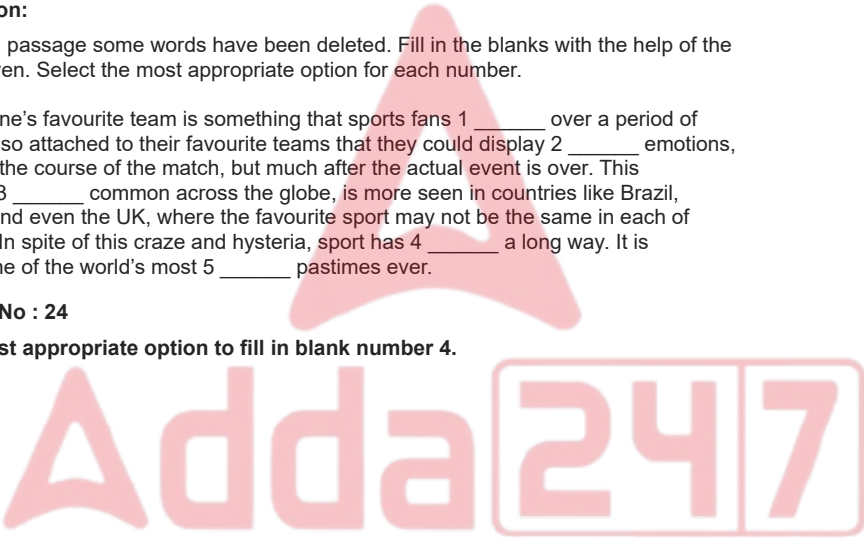 on:
passage some words have been deleted. Fill in the blanks with the help of the
en. Select the most appropriate option for each number.
ne's favourite team is something that sports fans 1 ______ over a period of
so attached to their favourite teams that they could display 2 ______ emotions,
the course of the match, but much after the actual event is over. This
3 ______ common across the globe, is more seen in countries like Brazil,
nd even the UK, where the favourite sport may not be the same in each of
In spite of this craze and hysteria, sport has 4 ______ a long way. It is
ne of the world's most 5 ______ pastimes ever.
No : 24
st appropriate option to fill in blank number 4.
Adda247